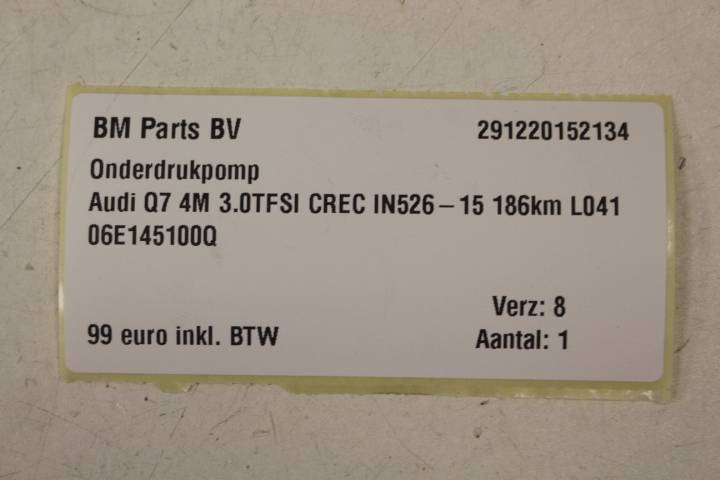 BM Parts BV 291220152134
Onderdrukpomp
Audi Q7 4M 3.0TFSI CREC IN526-15 186km L041
06E145100Q
Verz: 8
99 euro inkl. BTW Aantal: 1